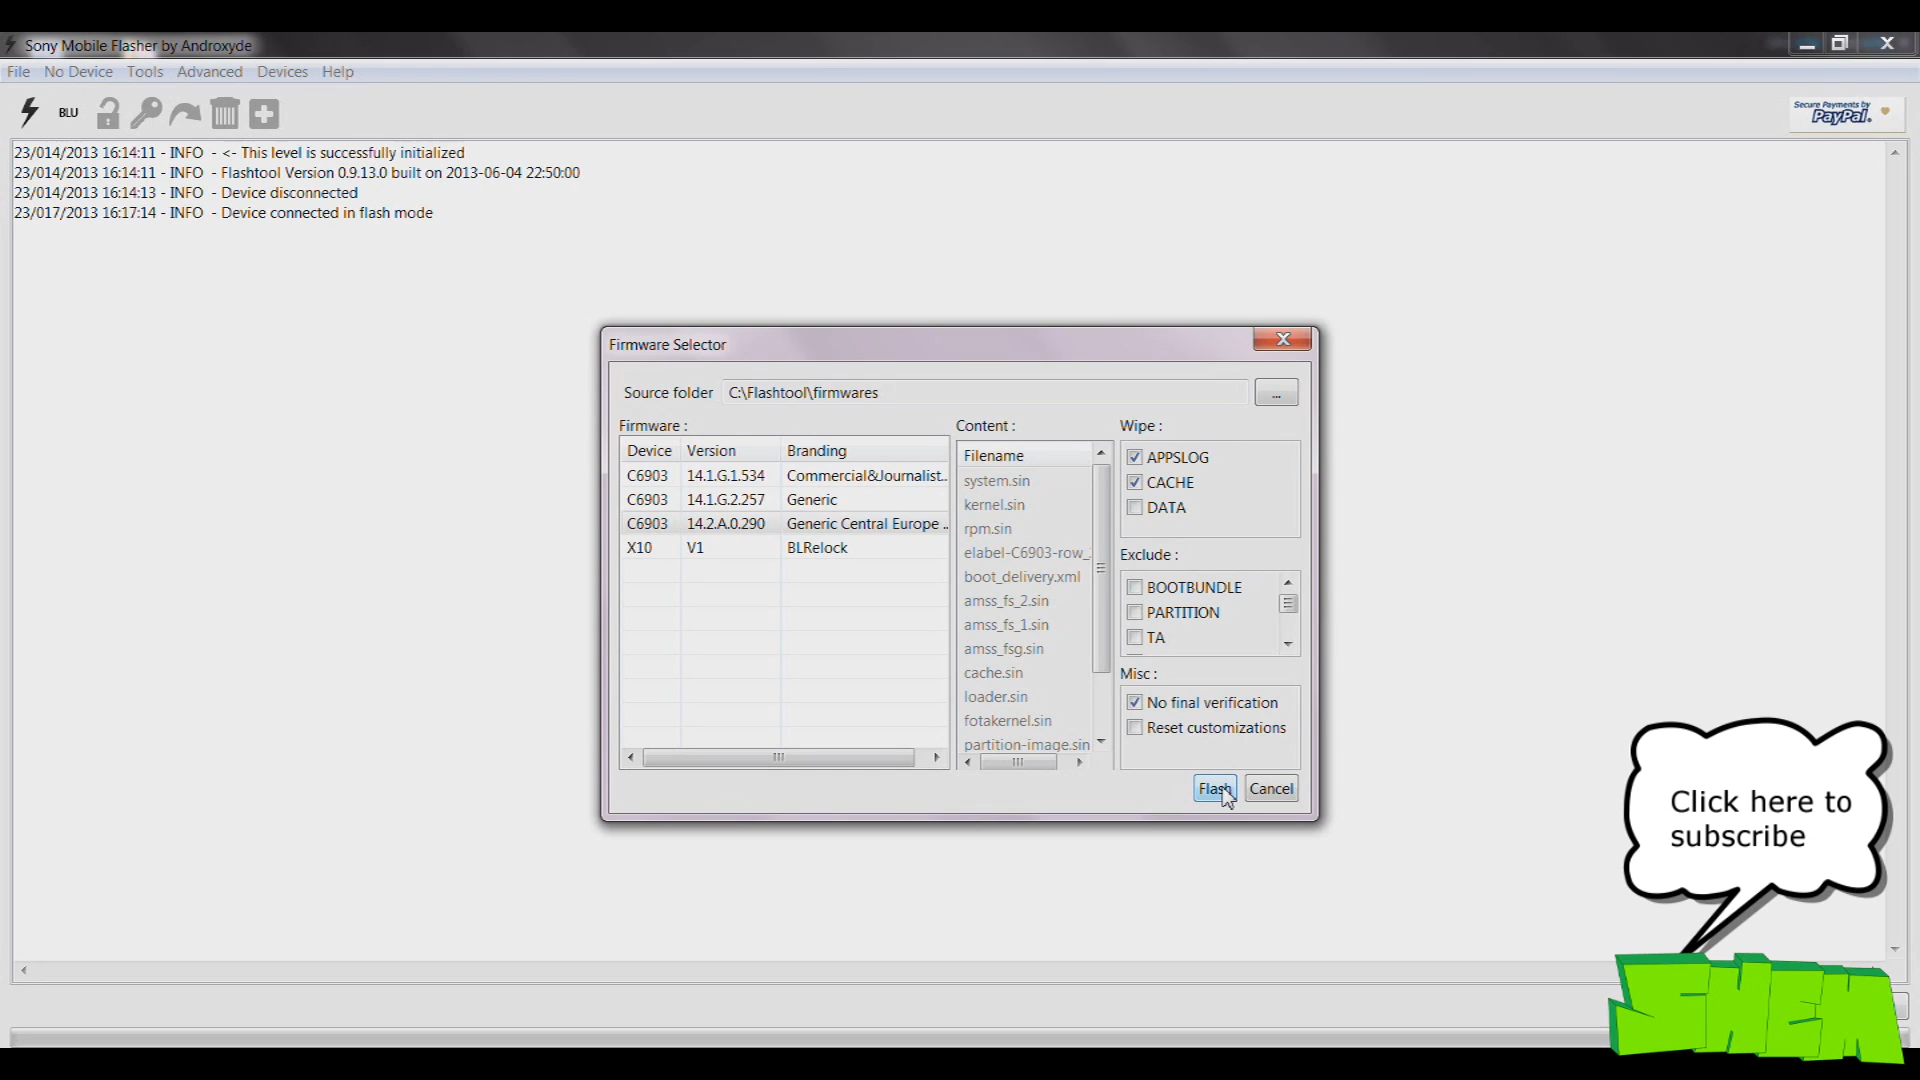 Sony Mobile Flasher by Androxyde
File No Device Tools Advanced Devices Help
BLU
Secure Payments by
PayPal.
23/014/2013 16:14:11 - INFO - <- This level is successfully initialized
23/014/2013 16:14:11 - INFO - Flashtool Version 0.9.13.0 built on 2013-06-04 22:50:00
23/014/2013 16:14:13 - INFO - Device disconnected
23/017/2013 16:17:14 - INFO - Device connected in flash mode
Firmware Selector
Source folder C:\Flashtool\firmwares ...
Firmware :
Device Version Branding
C6903 14.1.G.1.534 Commercial&Journalist..
C6903 14.1.G.2.257 Generic
C6903 14.2.A.0.290 Generic Central Europe ..
X10 V1 BLRelock
Content :
Filename
system.sin
kernel.sin
rpm.sin
elabel-C6903-row_
boot_delivery.xml
amss_fs_2.sin
amss_fs_1.sin
amss_fsg.sin
cache.sin
loader.sin
fotakernel.sin
partition-image.sin
Wipe :
APPSLOG
CACHE
DATA
Exclude :
BOOTBUNDLE
PARTITION
TA
Misc :
No final verification
Reset customizations
Flash Cancel
Click here to
subscribe